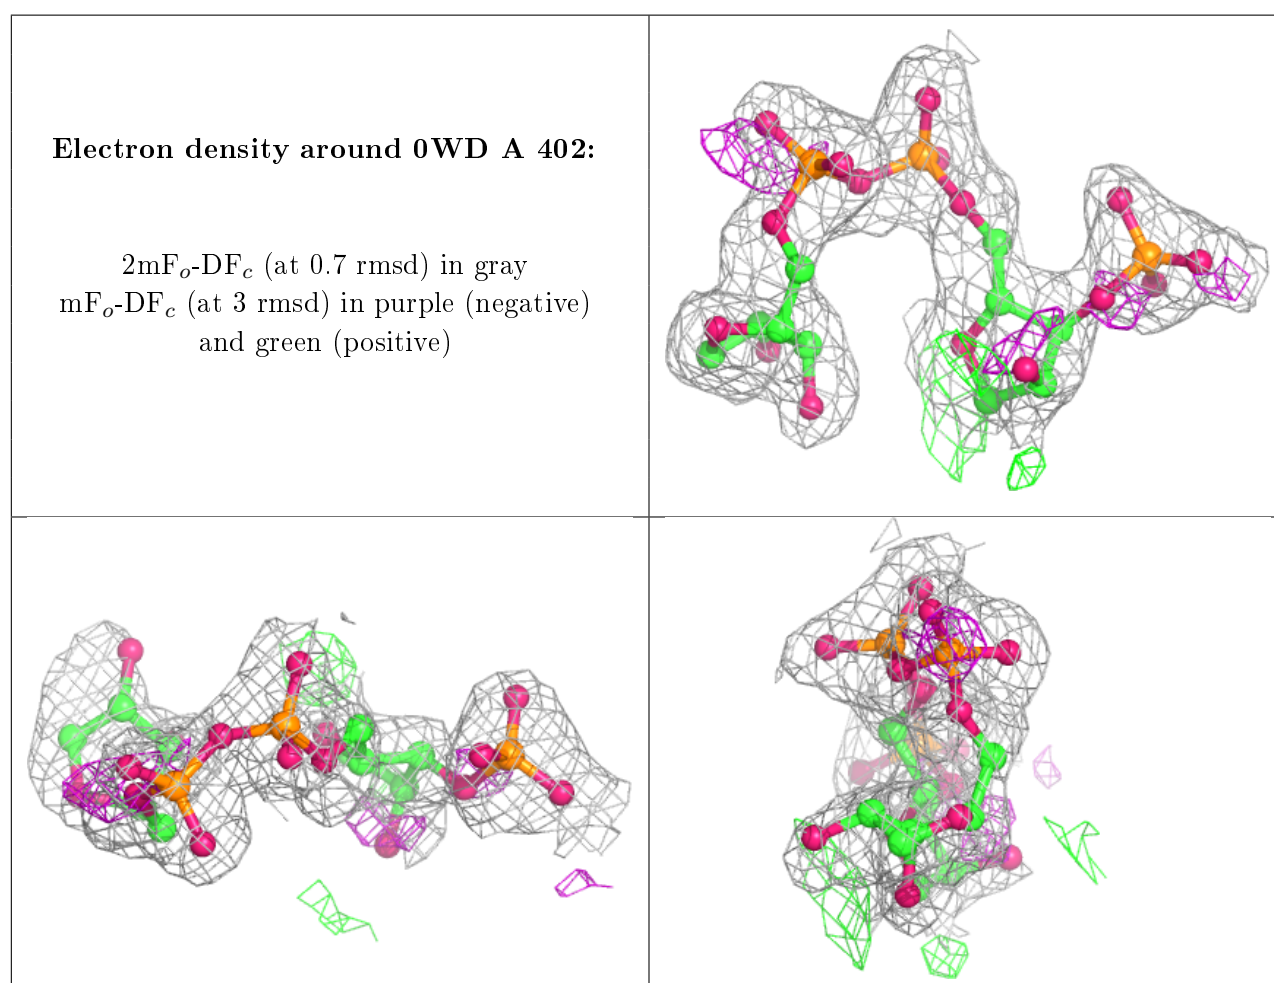 Electron density around 0WD A 402:
2mFo-DFc (at 0.7 rmsd) in gray
mFo-DFc (at 3 rmsd) in purple (negative)
and green (positive)